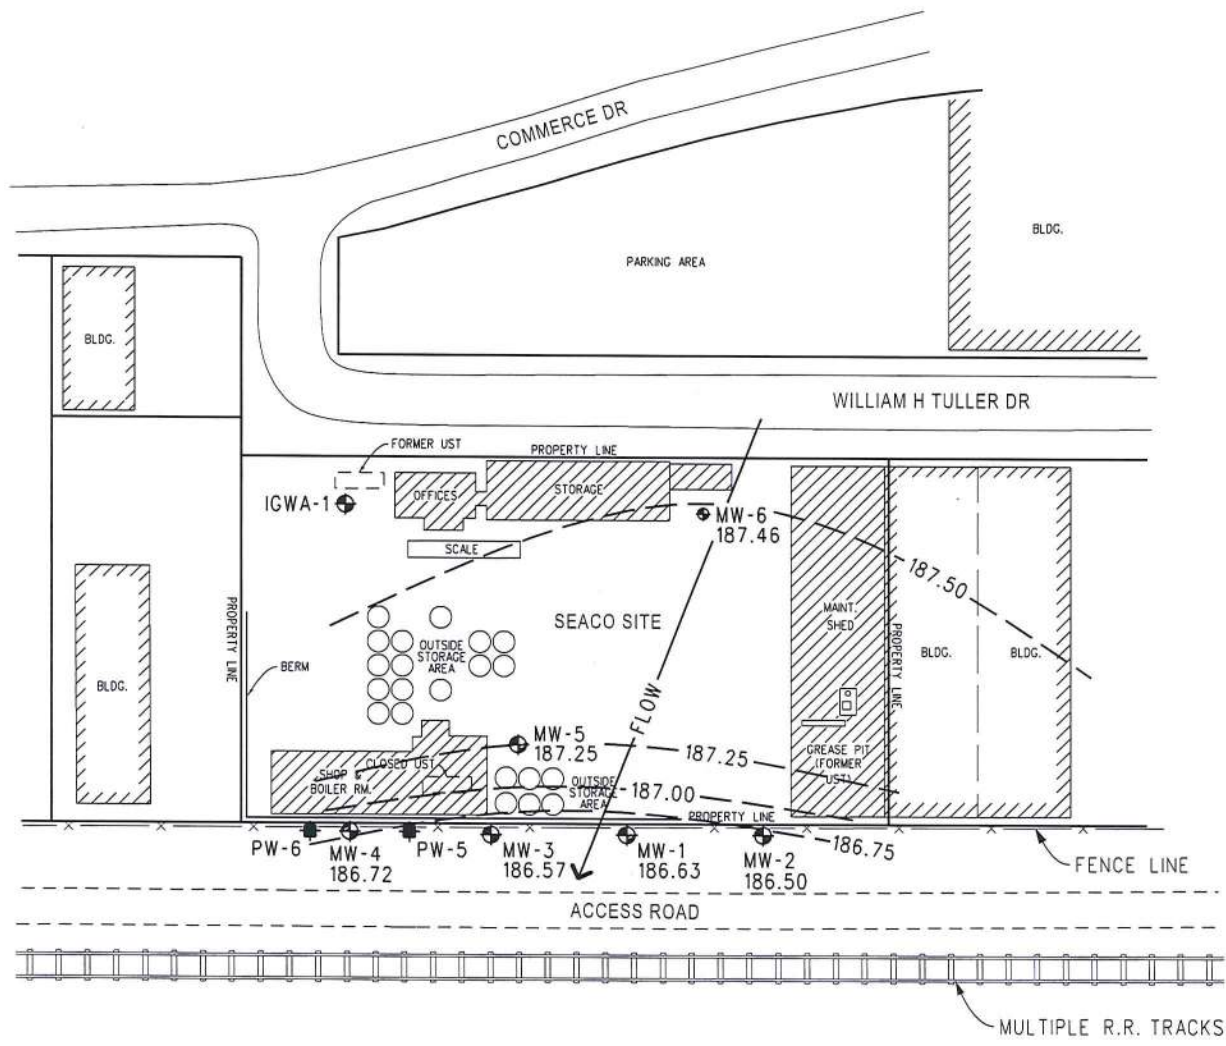 COMMERCE DR
BLDG.
PARKING AREA
BLDG.
WILLIAM H TULLER DR
FORMER UST
PROPERTY LINE
IGWA-1
OFFICES
STORAGE
MW-6
187.46
SCALE
187.50
PROPERTY LINE
SEACO SITE
MAINT.
SHED
OUTSIDE
STORAGE
AREA
PROPERTY LINE
BLDG.
BLDG.
BERM
BLDG.
FLOW
MW-5
187.25
187.25
GREASE PIT
(FORMER
UST)
CLOSED UST
SHOP &
BOILER RM.
OUTSIDE
STORAGE
AREA
187.00
PROPERTY LINE
186.75
PW-6
MW-4
186.72
PW-5
MW-3
186.57
MW-1
186.63
MW-2
186.50
FENCE LINE
ACCESS ROAD
MULTIPLE R.R. TRACKS